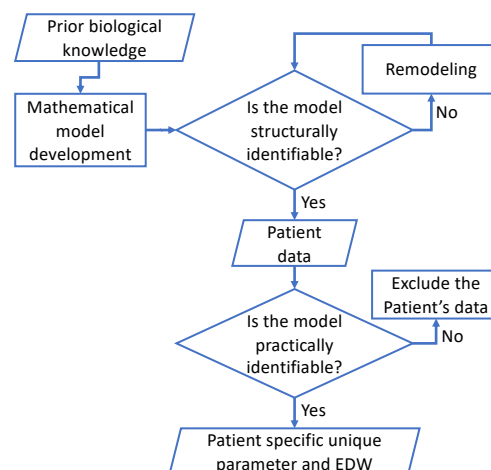 Prior biological
knowledge
Mathematical
model
development
Is the model
structurally
identifiable?
Remodeling
No
Yes
Patient
data
Is the model
practically
identifiable?
Exclude the
Patient's data
No
Yes
Patient specific unique
parameter and EDW